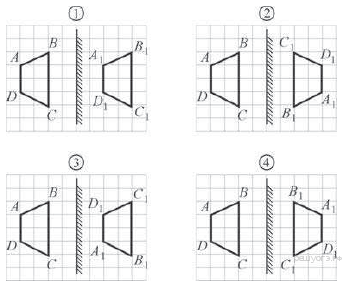 ① ②
B B₁ B C₁
A A₁ A D₁
D D₁ D A₁
C C₁ C B₁
③ ④
B C₁ B B₁
A D₁ A A₁
D A₁ D D₁
C B₁ C C₁